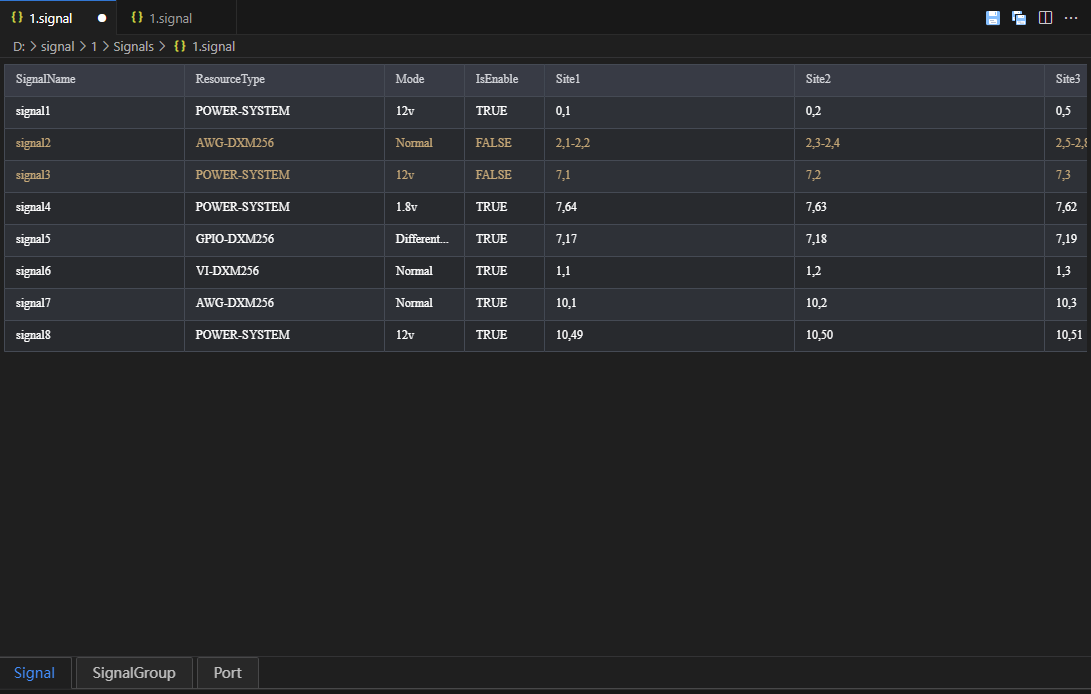 {} 1.signal {} 1.signal
D: > signal > 1 > Signals > {} 1.signal
SignalName ResourceType Mode IsEnable Site1 Site2 Site3
signal1 POWER-SYSTEM 12v TRUE 0,1 0,2 0,5
signal2 AWG-DXM256 Normal FALSE 2,1-2,2 2,3-2,4 2,5-2,8
signal3 POWER-SYSTEM 12v FALSE 7,1 7,2 7,3
signal4 POWER-SYSTEM 1.8v TRUE 7,64 7,63 7,62
signal5 GPIO-DXM256 Different... TRUE 7,17 7,18 7,19
signal6 VI-DXM256 Normal TRUE 1,1 1,2 1,3
signal7 AWG-DXM256 Normal TRUE 10,1 10,2 10,3
signal8 POWER-SYSTEM 12v TRUE 10,49 10,50 10,51
Signal SignalGroup Port